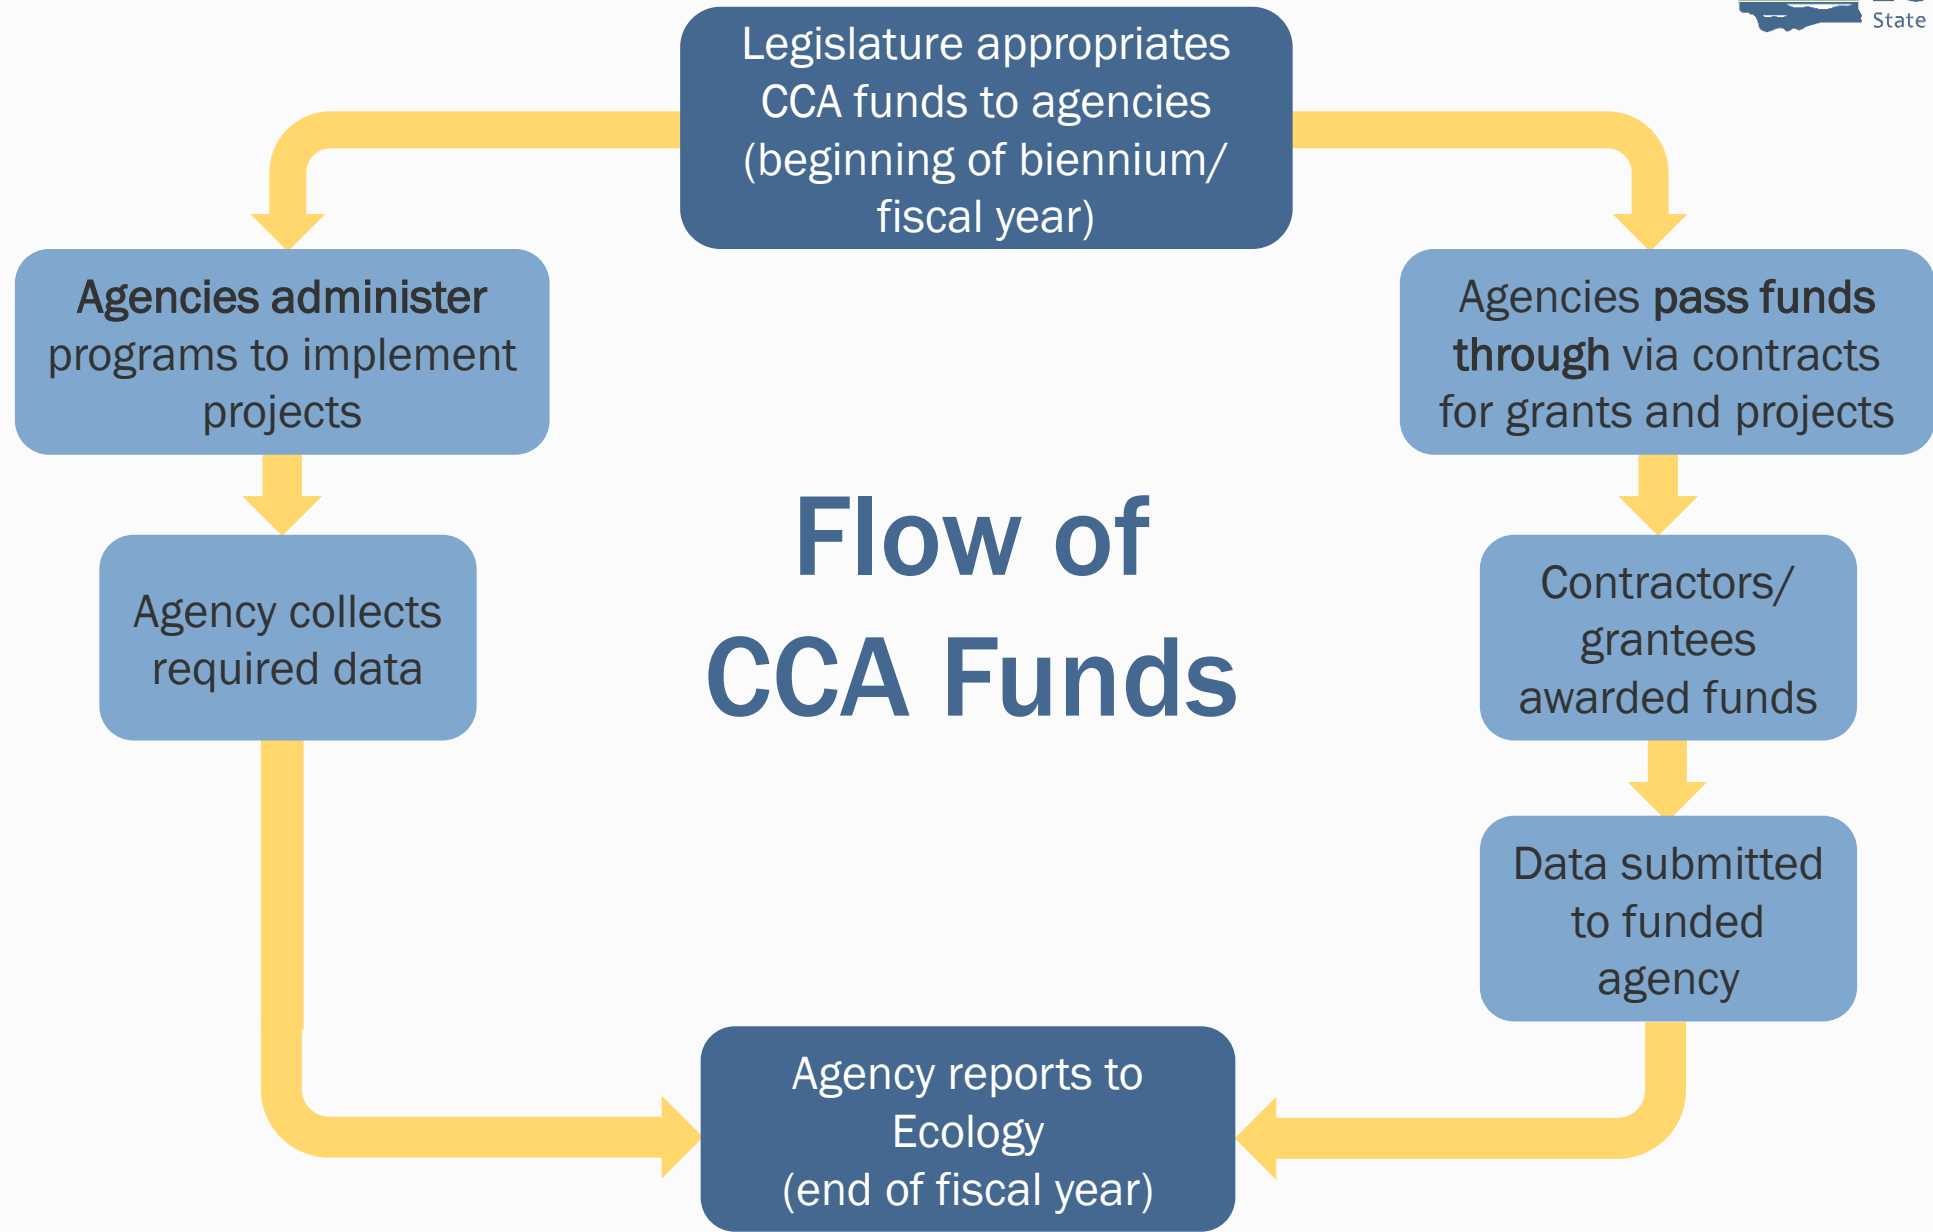 State
Legislature appropriates
CCA funds to agencies
(beginning of biennium/
fiscal year)
Agencies administer
programs to implement
projects
Agencies pass funds
through via contracts
for grants and projects
Flow of
CCA Funds
Agency collects
required data
Contractors/
grantees
awarded funds
Data submitted
to funded
agency
Agency reports to
Ecology
(end of fiscal year)